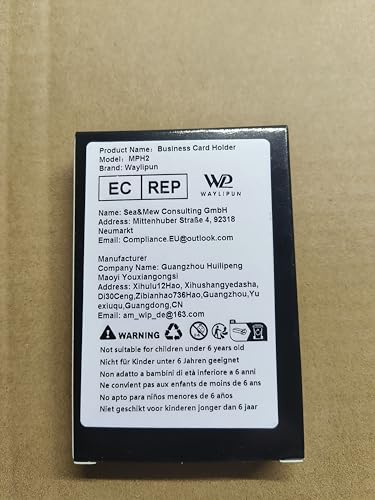 Product Name: Business Card Holder
Model: MPH2
Brand: Waylipun
EC REP
WP
WAYLIPUN
Name: Sea&Mew Consulting GmbH
Address: Mittenhuber Straße 4, 92318
Neumarkt
Email: Compliance.EU@outlook.com
Manufacturer
Company Name: Guangzhou Huilipeng
Maoyi Youxiangongsi
Address: Xihulu12Hao, Xihushangyedasha,
Di30Ceng,Zibianhao736Hao,Guangzhou,Yu
exiuqu,Guangdong,CN
Email: am_wlp_de@163.com
WARNING
Not suitable for children under 6 years old
Nicht für Kinder unter 6 Jahren geeignet
Non adatto a bambini di età inferiore a 6 anni
Ne convient pas aux enfants de moins de 6 ans
No apto para niños menores de 6 años
Niet geschikt voor kinderen jonger dan 6 jaar